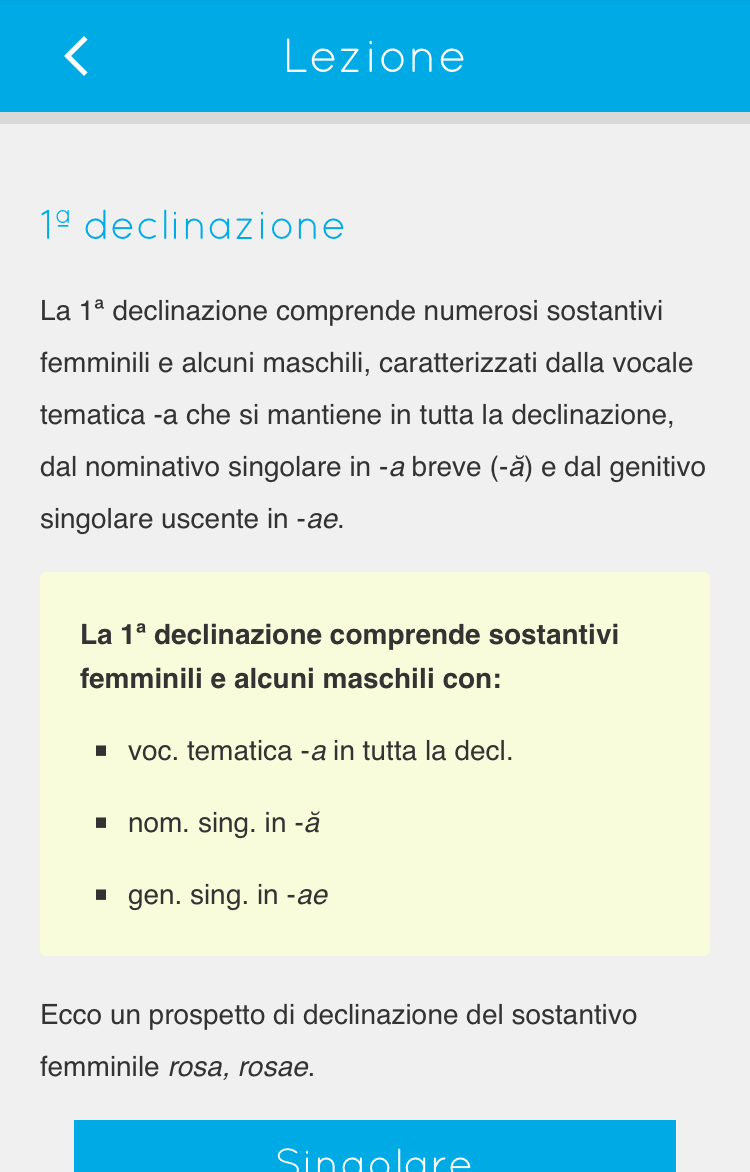 Lezione
1ª declinazione
La 1ª declinazione comprende numerosi sostantivi
femminili e alcuni maschili, caratterizzati dalla vocale
tematica -a che si mantiene in tutta la declinazione,
dal nominativo singolare in -a breve (-ă) e dal genitivo
singolare uscente in -ae.
La 1ª declinazione comprende sostantivi
femminili e alcuni maschili con:
▪ voc. tematica -a in tutta la decl.
▪ nom. sing. in -ă
▪ gen. sing. in -ae
Ecco un prospetto di declinazione del sostantivo
femminile rosa, rosae.
Singolare